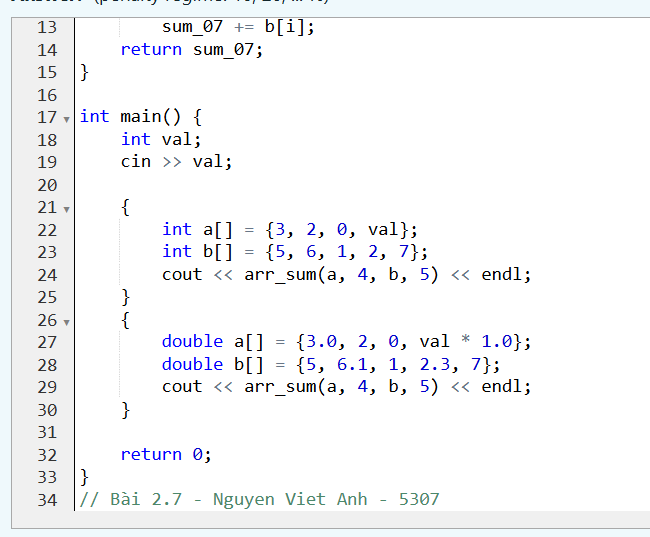 13 sum_07 += b[i];
14 return sum_07;
15 }
16
17 int main() {
18 int val;
19 cin >> val;
20
21 {
22 int a[] = {3, 2, 0, val};
23 int b[] = {5, 6, 1, 2, 7};
24 cout << arr_sum(a, 4, b, 5) << endl;
25 }
26 {
27 double a[] = {3.0, 2, 0, val * 1.0};
28 double b[] = {5, 6.1, 1, 2.3, 7};
29 cout << arr_sum(a, 4, b, 5) << endl;
30 }
31
32 return 0;
33 }
34 // Bài 2.7 - Nguyen Viet Anh - 5307